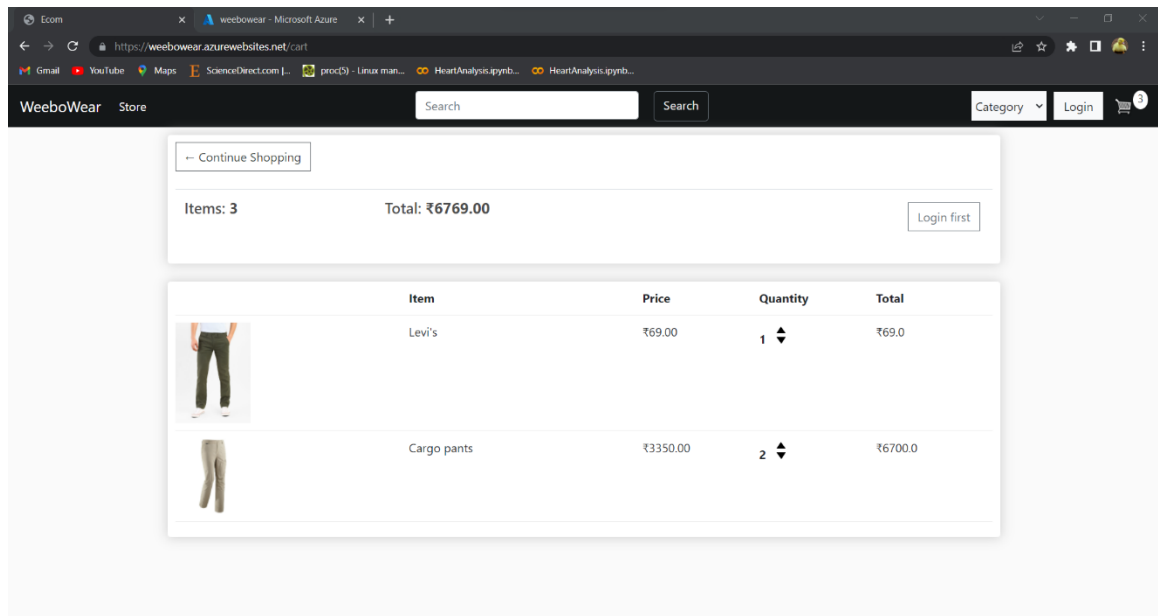 Ecom
weebowear - Microsoft Azure
https://weebowear.azurewebsites.net/cart
Gmail YouTube Maps ScienceDirect.com |... proc(5) - Linux man... HeartAnalysis.ipynb... HeartAnalysis.ipynb...
WeeboWear Store Search Search Category Login 3
← Continue Shopping
Items: 3 Total: ₹6769.00 Login first
Item Price Quantity Total
Levi's ₹69.00 1 ₹69.0
Cargo pants ₹3350.00 2 ₹6700.0